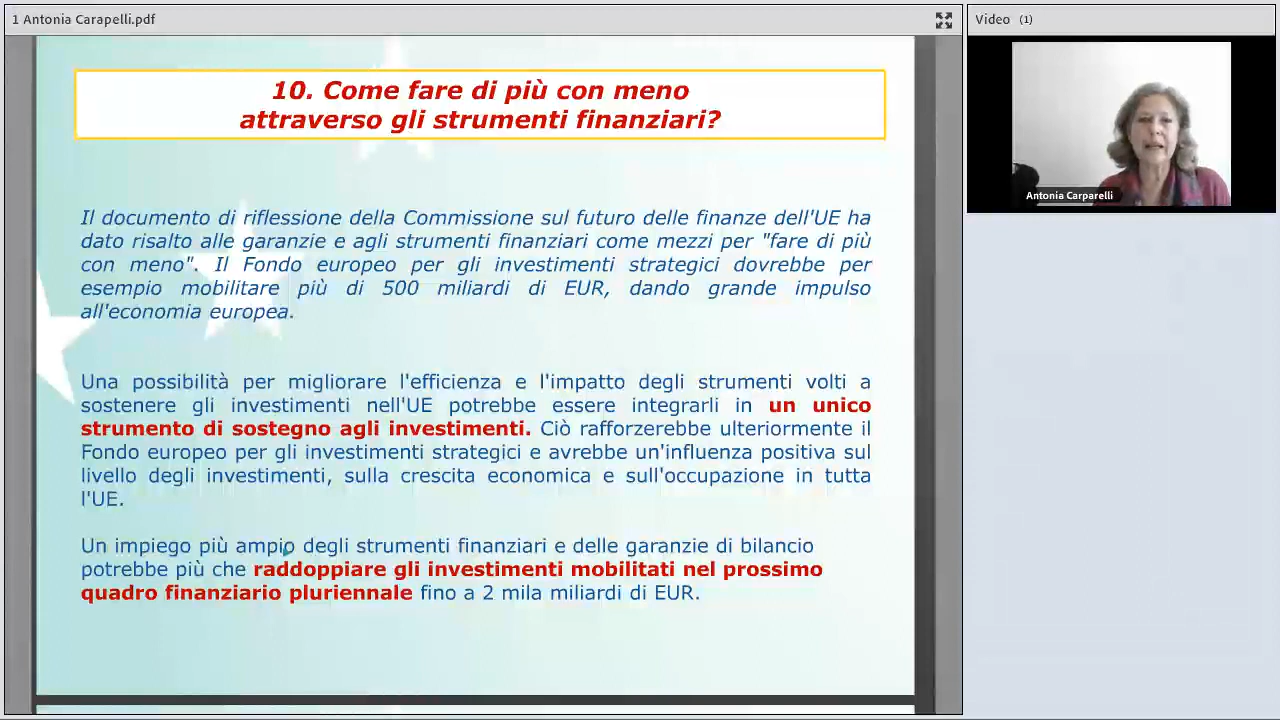 1 Antonia Carapelli.pdf
Video (1)
10. Come fare di più con meno
attraverso gli strumenti finanziari?
Il documento di riflessione della Commissione sul futuro delle finanze dell'UE ha
dato risalto alle garanzie e agli strumenti finanziari come mezzi per "fare di più
con meno". Il Fondo europeo per gli investimenti strategici dovrebbe per
esempio mobilitare più di 500 miliardi di EUR, dando grande impulso
all'economia europea.
Una possibilità per migliorare l'efficienza e l'impatto degli strumenti volti a
sostenere gli investimenti nell'UE potrebbe essere integrarli in un unico
strumento di sostegno agli investimenti. Ciò rafforzerebbe ulteriormente il
Fondo europeo per gli investimenti strategici e avrebbe un'influenza positiva sul
livello degli investimenti, sulla crescita economica e sull'occupazione in tutta
l'UE.
Un impiego più ampio degli strumenti finanziari e delle garanzie di bilancio
potrebbe più che raddoppiare gli investimenti mobilitati nel prossimo
quadro finanziario pluriennale fino a 2 mila miliardi di EUR.
Antonia Carparelli